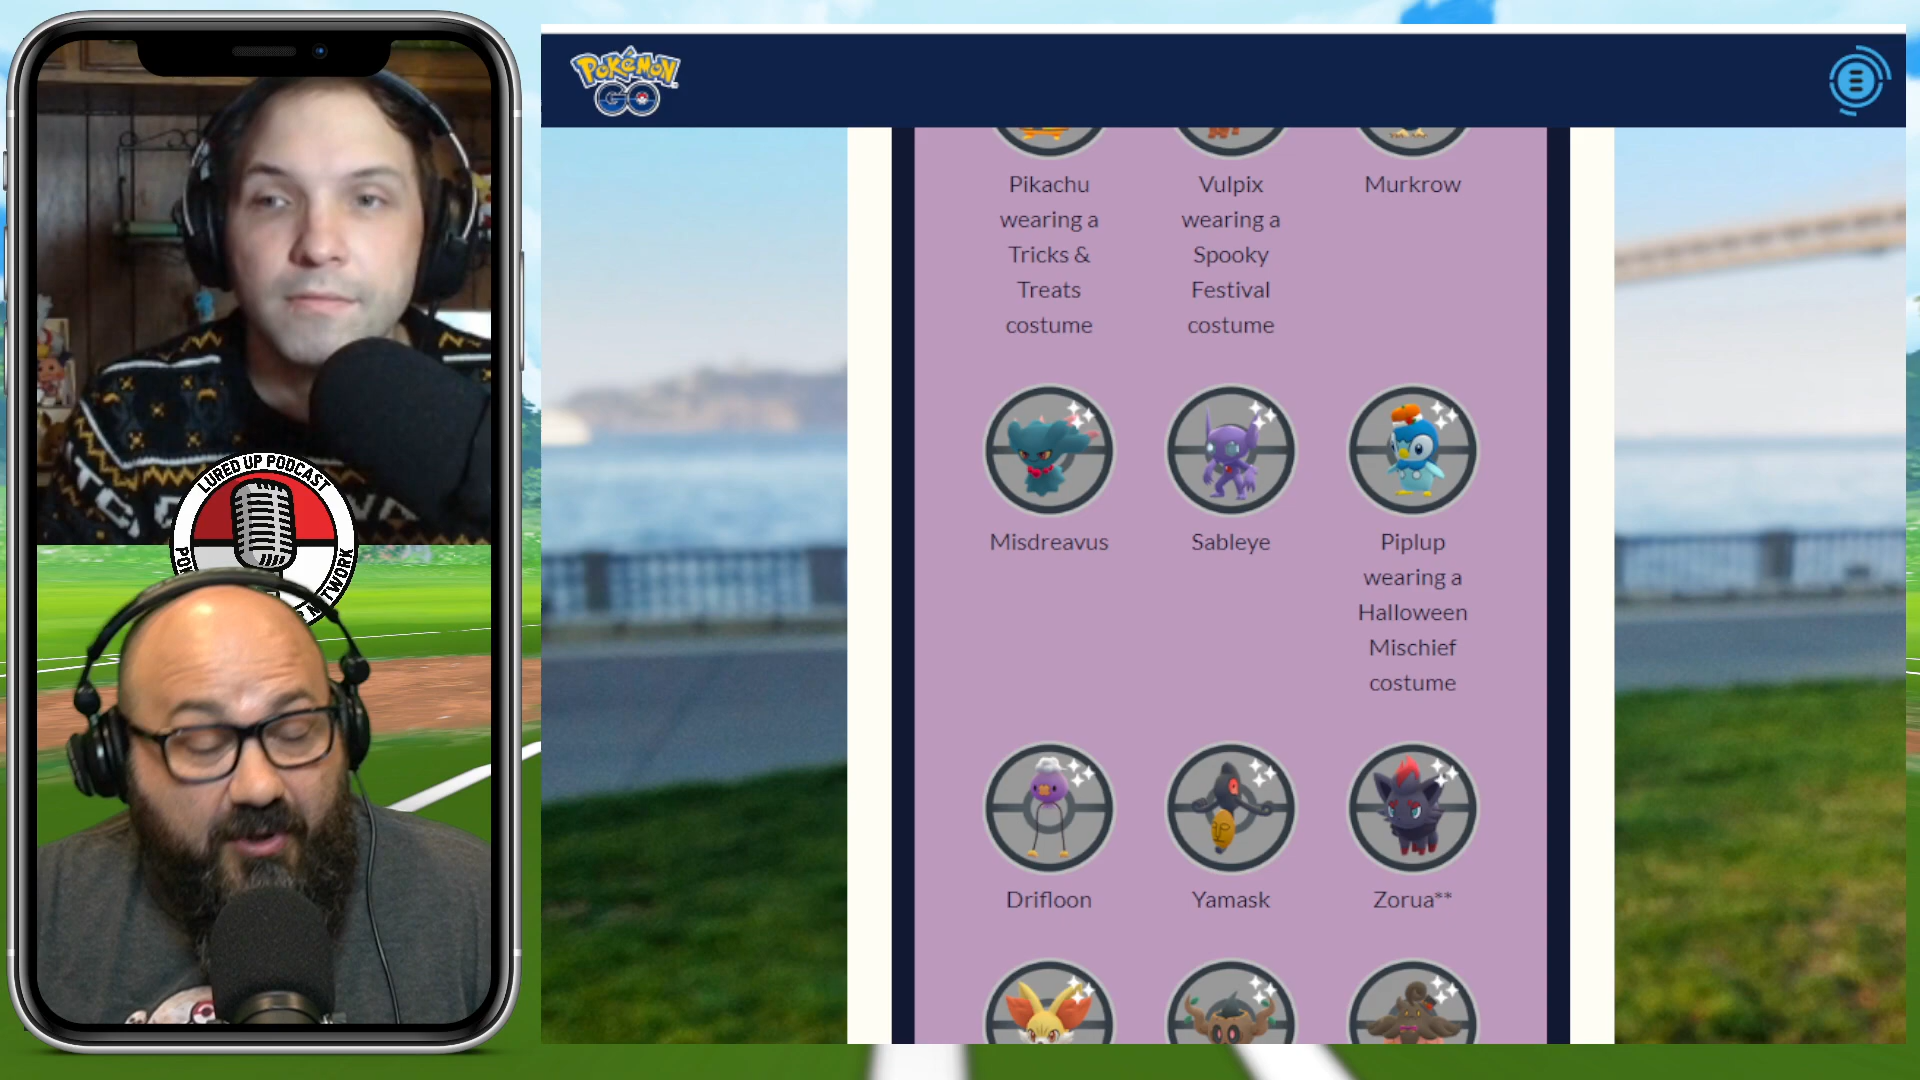 POKÉMON
GO
Pikachu
wearing a
Tricks &
Treats
costume
Vulpix
wearing a
Spooky
Festival
costume
Murkrow
Misdreavus
Sableye
Piplup
wearing a
Halloween
Mischief
costume
Drifloon
Yamask
Zorua**
LURED UP PODCAST